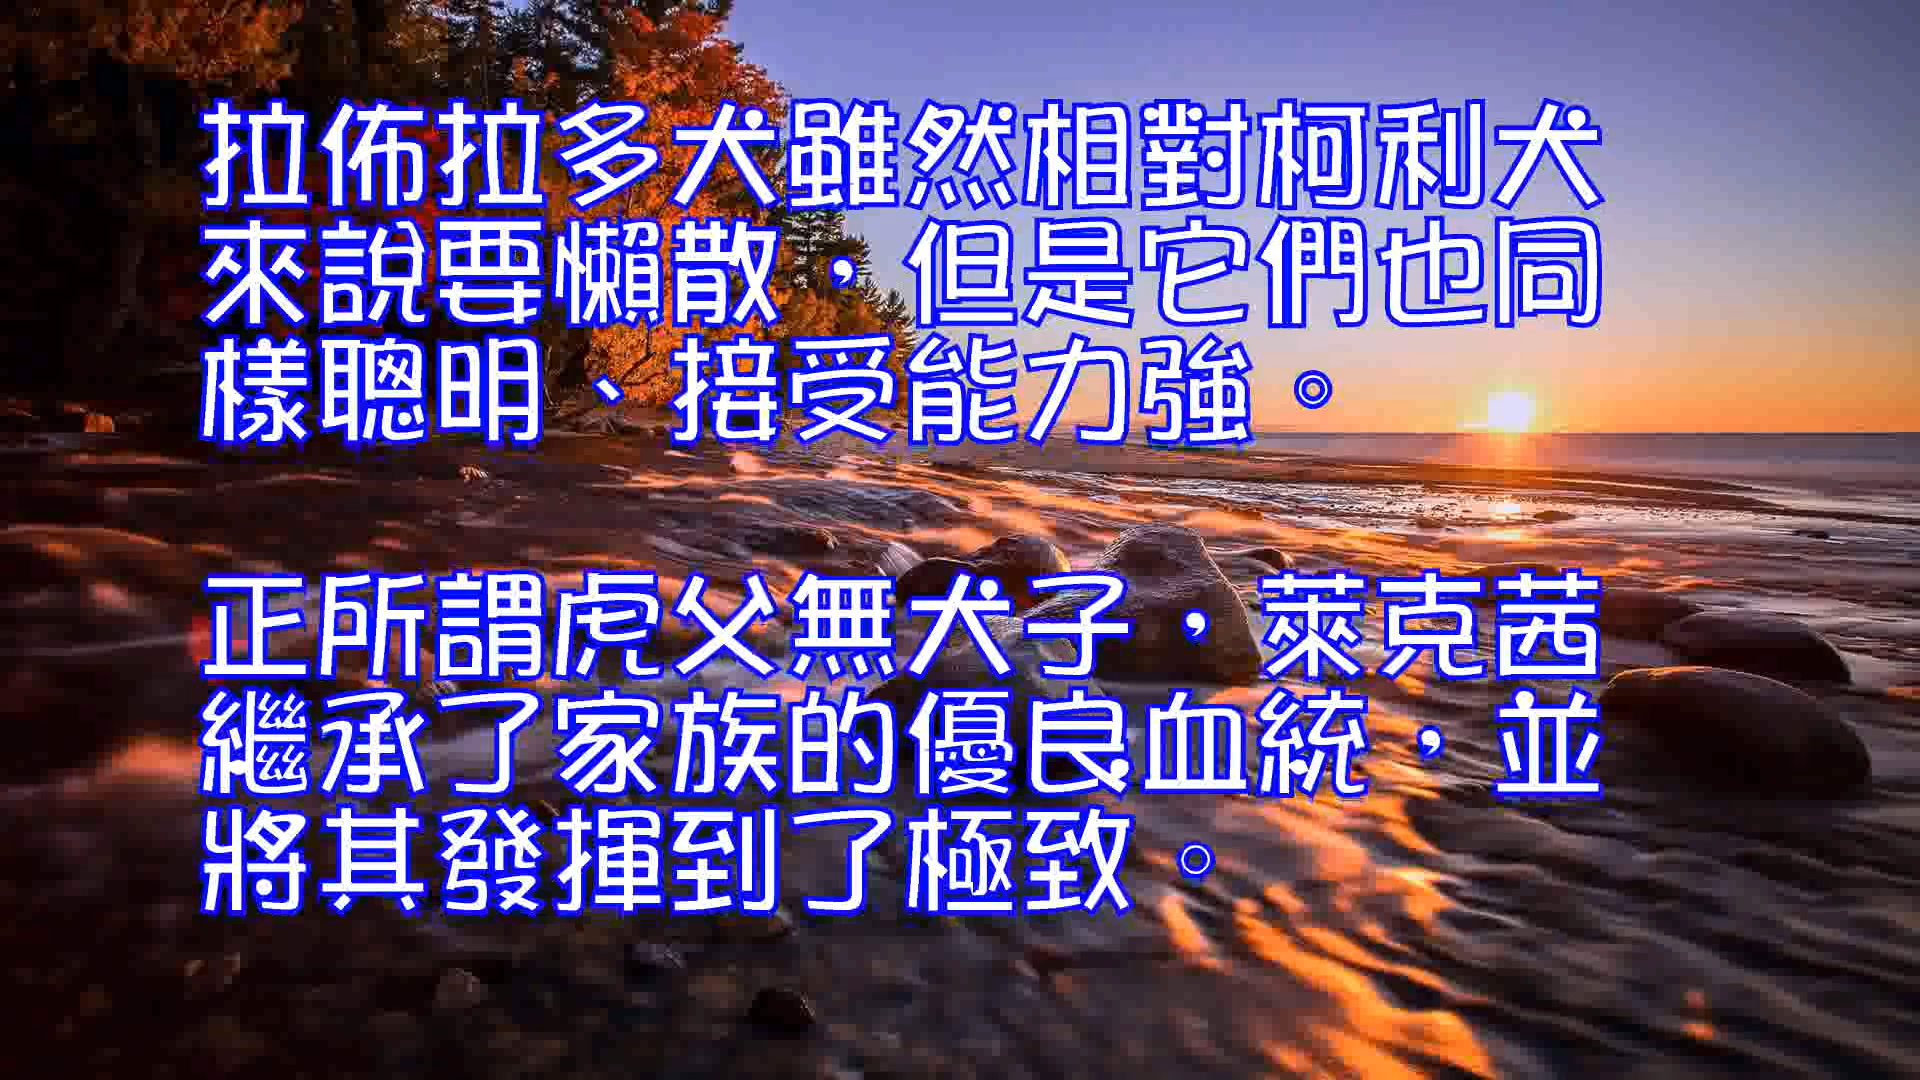 拉佈拉多犬雖然相對柯利犬
來說要懶散，但是它們也同
樣聰明、接受能力強。
正所謂虎父無犬子，萊克茜
繼承了家族的優良血統，並
將其發揮到了極致。